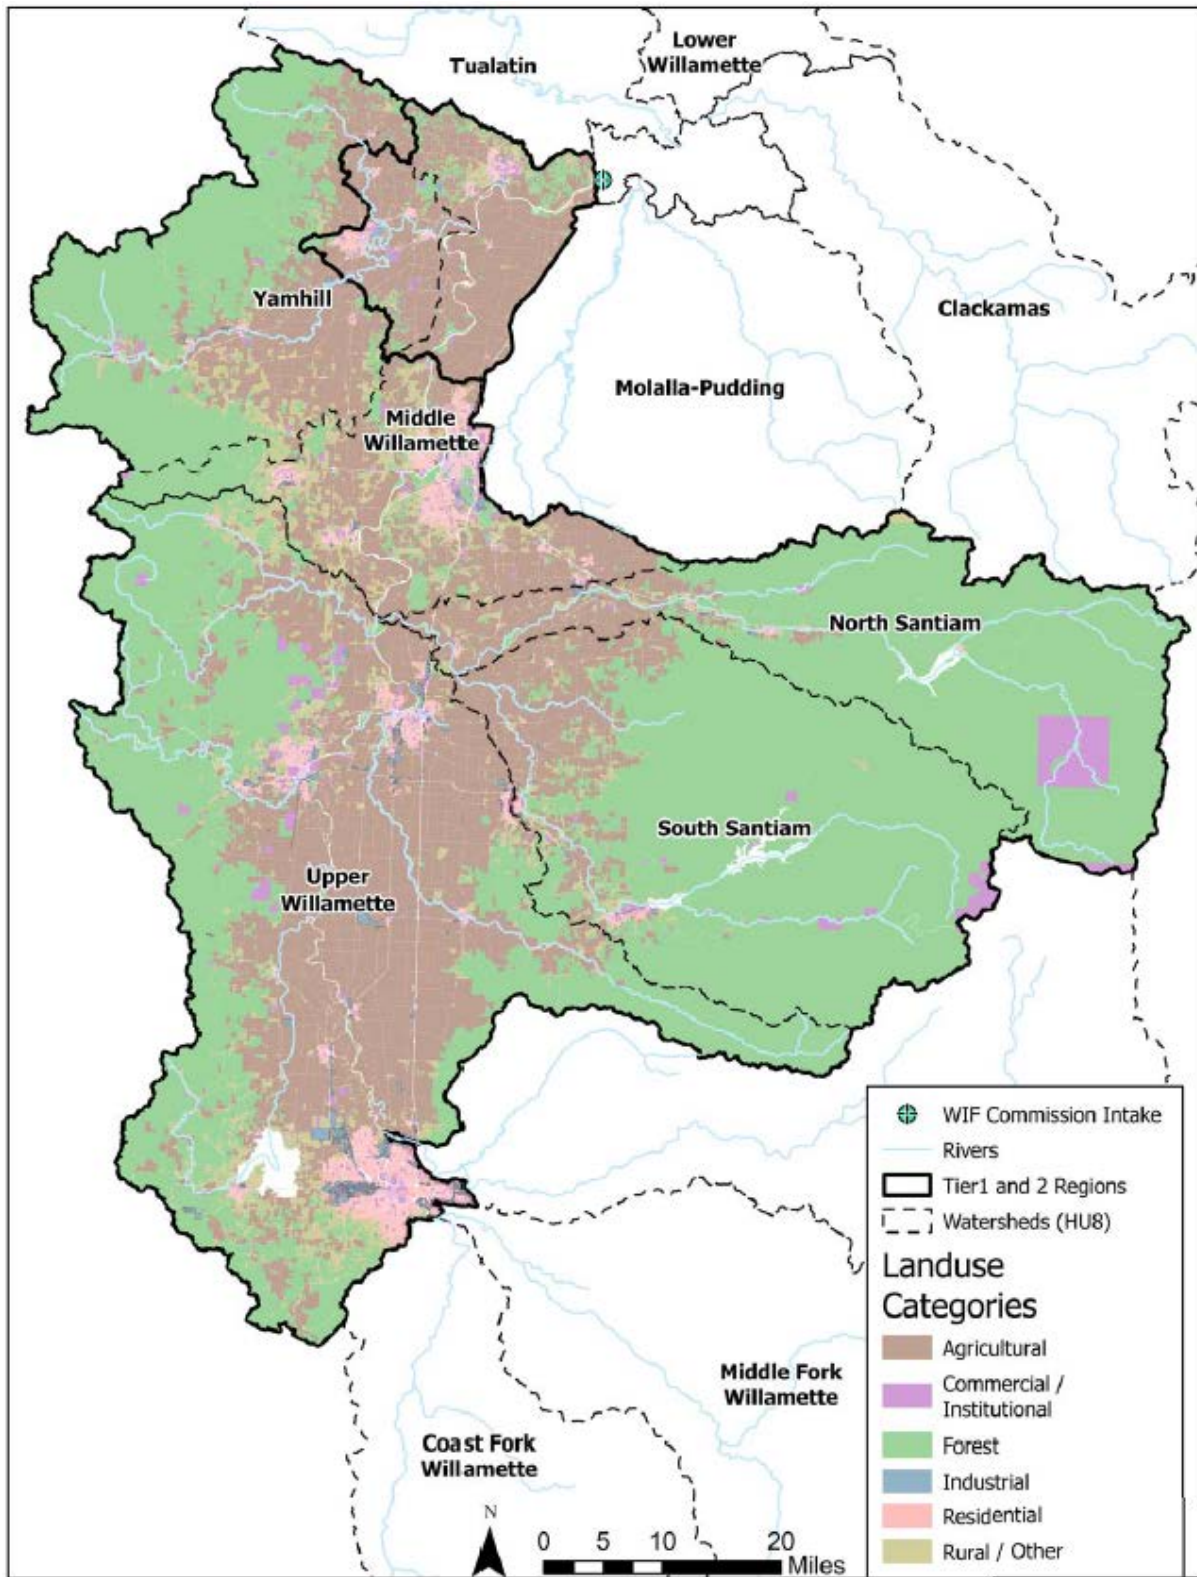 Lower
Willamette
Tualatin
Yamhill
Clackamas
Molalla-Pudding
Middle
Willamette
North Santiam
South Santiam
Upper
Willamette
WIF Commission Intake
Rivers
Tier1 and 2 Regions
Watersheds (HU8)
Landuse
Categories
Agricultural
Commercial /
Institutional
Forest
Industrial
Residential
Rural / Other
Middle Fork
Willamette
Coast Fork
Willamette
N
0 5 10 20
Miles